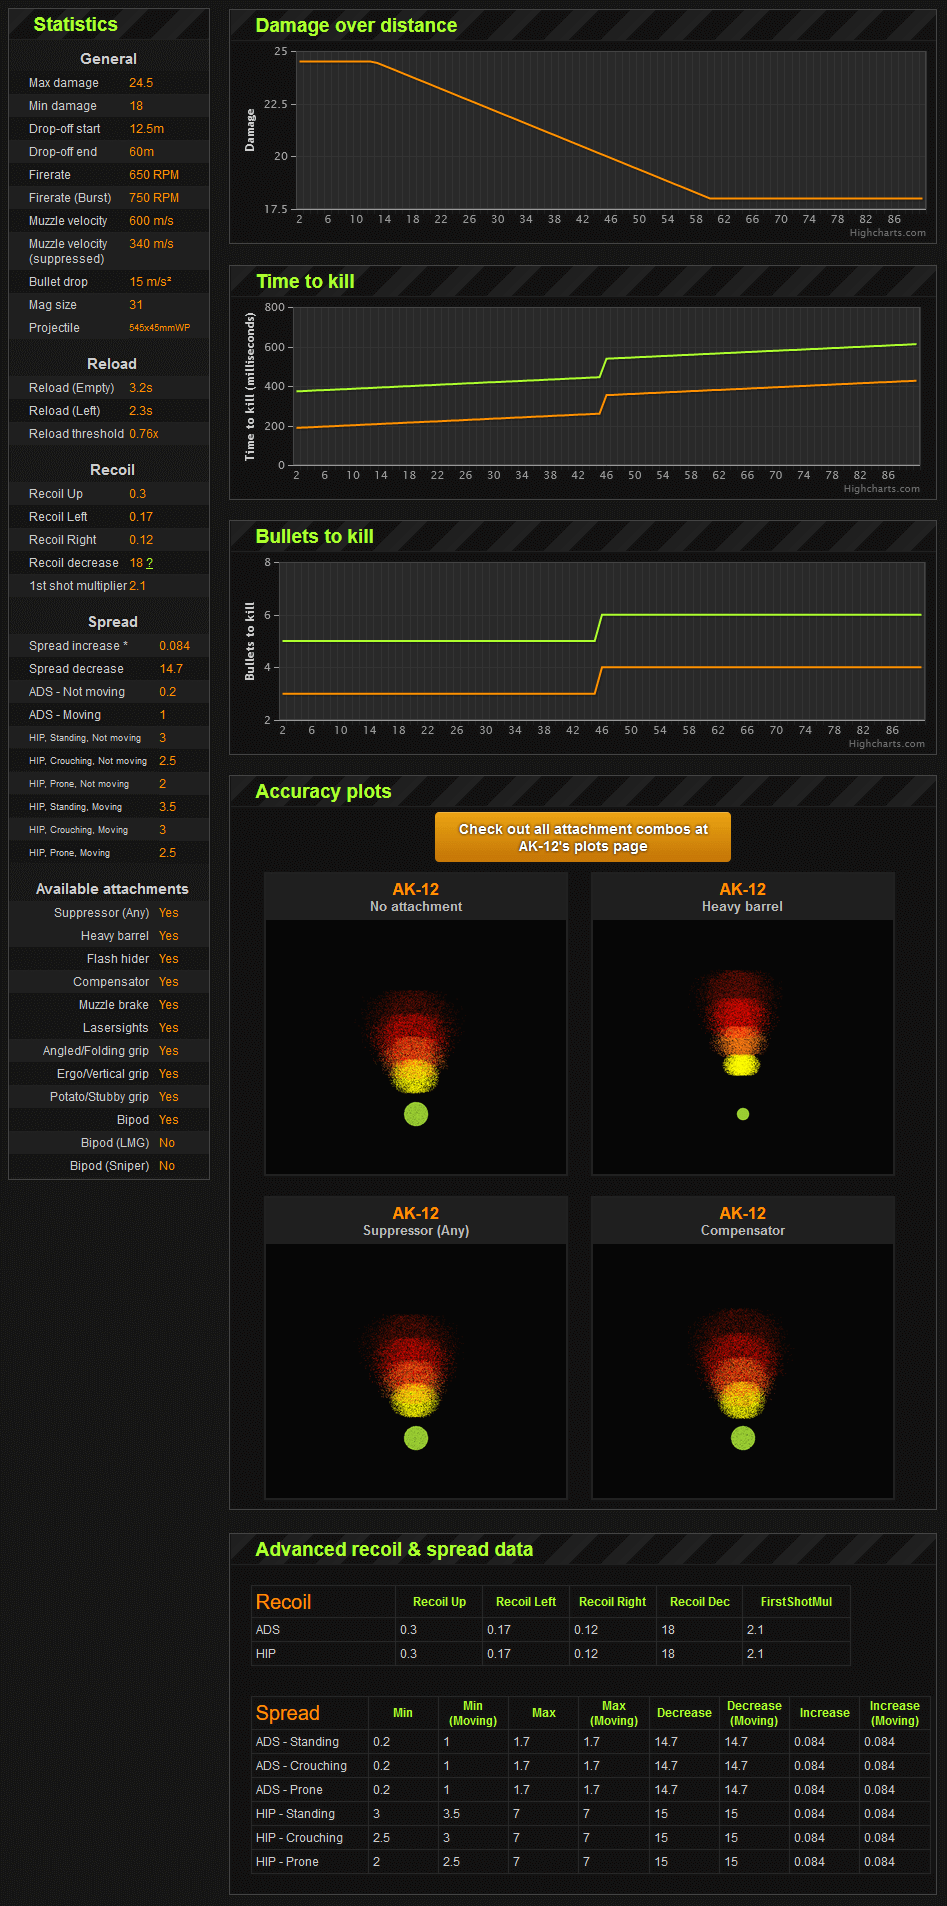 Statistics
General
Max damage 24.5
Min damage 18
Drop-off start 12.5m
Drop-off end 60m
Firerate 650 RPM
Firerate (Burst) 750 RPM
Muzzle velocity 600 m/s
Muzzle velocity 340 m/s
(suppressed)
Bullet drop 15 m/s²
Mag size 31
Projectile 545x45mmWP
Reload
Reload (Empty) 3.2s
Reload (Left) 2.3s
Reload threshold 0.76x
Recoil
Recoil Up 0.3
Recoil Left 0.17
Recoil Right 0.12
Recoil decrease 18 ?
1st shot multiplier 2.1
Spread
Spread increase * 0.084
Spread decrease 14.7
ADS - Not moving 0.2
ADS - Moving 1
HIP, Standing, Not moving 3
HIP, Crouching, Not moving 2.5
HIP, Prone, Not moving 2
HIP, Standing, Moving 3.5
HIP, Crouching, Moving 3
HIP, Prone, Moving 2.5
Available attachments
Suppressor (Any) Yes
Heavy barrel Yes
Flash hider Yes
Compensator Yes
Muzzle brake Yes
Lasersights Yes
Angled/Folding grip Yes
Ergo/Vertical grip Yes
Potato/Stubby grip Yes
Bipod Yes
Bipod (LMG) No
Bipod (Sniper) No
Damage over distance
25
22.5
20
17.5
Damage
2 6 10 14 18 22 26 30 34 38 42 46 50 54 58 62 66 70 74 78 82 86
Highcharts.com
Time to kill
800
600
400
200
0
Time to kill (milliseconds)
2 6 10 14 18 22 26 30 34 38 42 46 50 54 58 62 66 70 74 78 82 86
Highcharts.com
Bullets to kill
8
6
4
2
Bullets to kill
2 6 10 14 18 22 26 30 34 38 42 46 50 54 58 62 66 70 74 78 82 86
Highcharts.com
Accuracy plots
Check out all attachment combos at
AK-12's plots page
AK-12
No attachment
AK-12
Heavy barrel
AK-12
Suppressor (Any)
AK-12
Compensator
Advanced recoil & spread data
Recoil Recoil Up Recoil Left Recoil Right Recoil Dec FirstShotMul
ADS 0.3 0.17 0.12 18 2.1
HIP 0.3 0.17 0.12 18 2.1
Spread Min Min (Moving) Max Max (Moving) Decrease Decrease (Moving) Increase Increase (Moving)
ADS - Standing 0.2 1 1.7 1.7 14.7 14.7 0.084 0.084
ADS - Crouching 0.2 1 1.7 1.7 14.7 14.7 0.084 0.084
ADS - Prone 0.2 1 1.7 1.7 14.7 14.7 0.084 0.084
HIP - Standing 3 3.5 7 7 15 15 0.084 0.084
HIP - Crouching 2.5 3 7 7 15 15 0.084 0.084
HIP - Prone 2 2.5 7 7 15 15 0.084 0.084